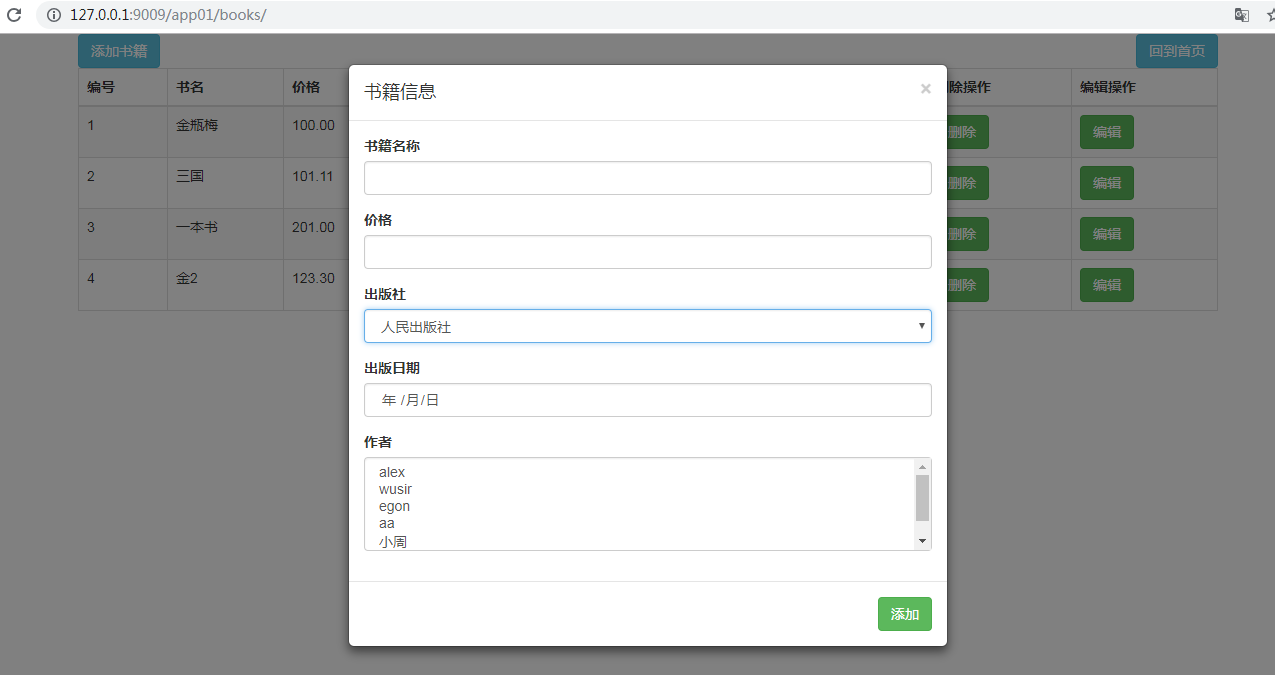 127.0.0.1:9009/app01/books/
添加书籍 回到首页
编号 书名 价格 除操作 编辑操作
1 金瓶梅 100.00 删除 编辑
2 三国 101.11 删除 编辑
3 一本书 201.00 删除 编辑
4 金2 123.30 删除 编辑
书籍信息 ×
书籍名称
价格
出版社
人民出版社
出版日期
年 /月/日
作者
alex
wusir
egon
aa
小周
添加